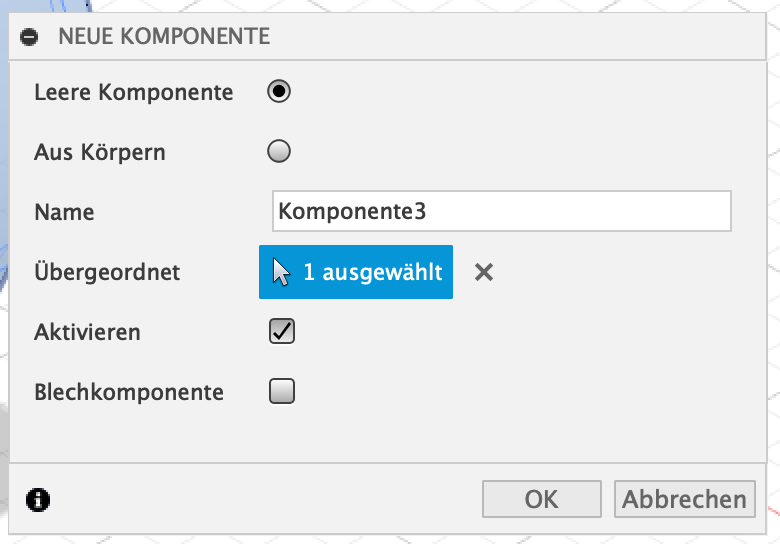 NEUE KOMPONENTE
Leere Komponente
Aus Körpern
Name Komponente3
Übergeordnet 1 ausgewählt
Aktivieren
Blechkomponente
OK Abbrechen